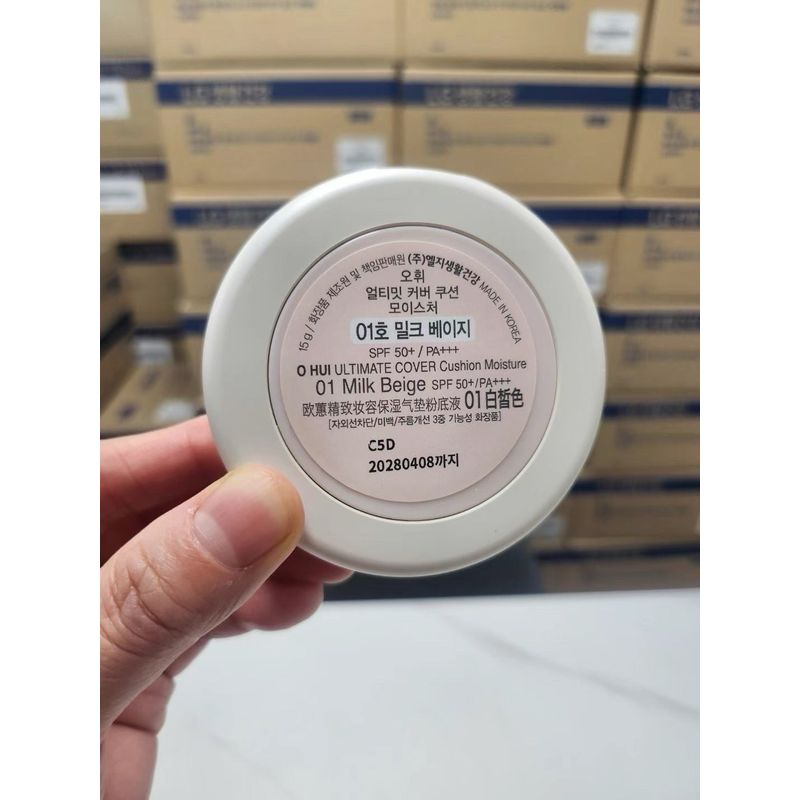 15g / 화장품 제조원 및 책임판매원 (주)엘지생활건강 MADE IN KOREA
오휘
얼티밋 커버 쿠션
모이스처
01호 밀크 베이지
SPF 50+ / PA+++
O HUI ULTIMATE COVER Cushion Moisture
01 Milk Beige SPF 50+/PA+++
欧蕙精致妆容保湿气垫粉底液 01白皙色
[자외선차단/미백/주름개선 3중 기능성 화장품]
C5D
20280408까지